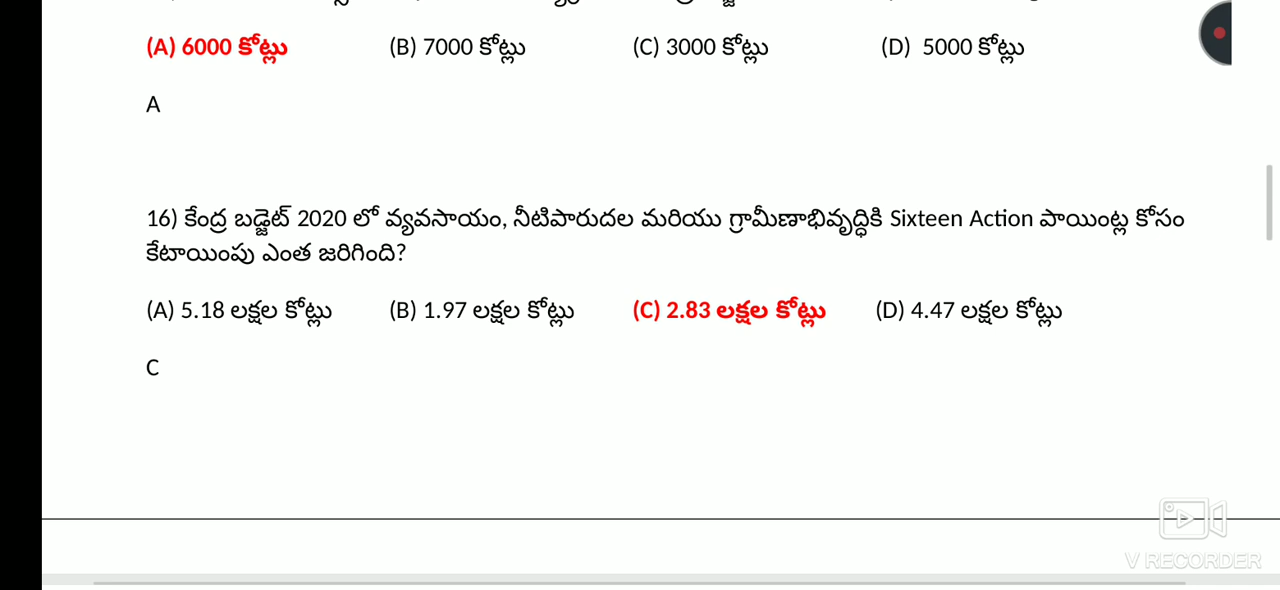 (A) 6000 కోట్లు (B) 7000 కోట్లు (C) 3000 కోట్లు (D) 5000 కోట్లు
A
16) కేంద్ర బడ్జెట్ 2020 లో వ్యవసాయం, నీటిపారుదల మరియు గ్రామీణాభివృద్ధికి Sixteen Action పాయింట్ల కోసం
కేటాయింపు ఎంత జరిగింది?
(A) 5.18 లక్షల కోట్లు (B) 1.97 లక్షల కోట్లు (C) 2.83 లక్షల కోట్లు (D) 4.47 లక్షల కోట్లు
C
V RECORDER